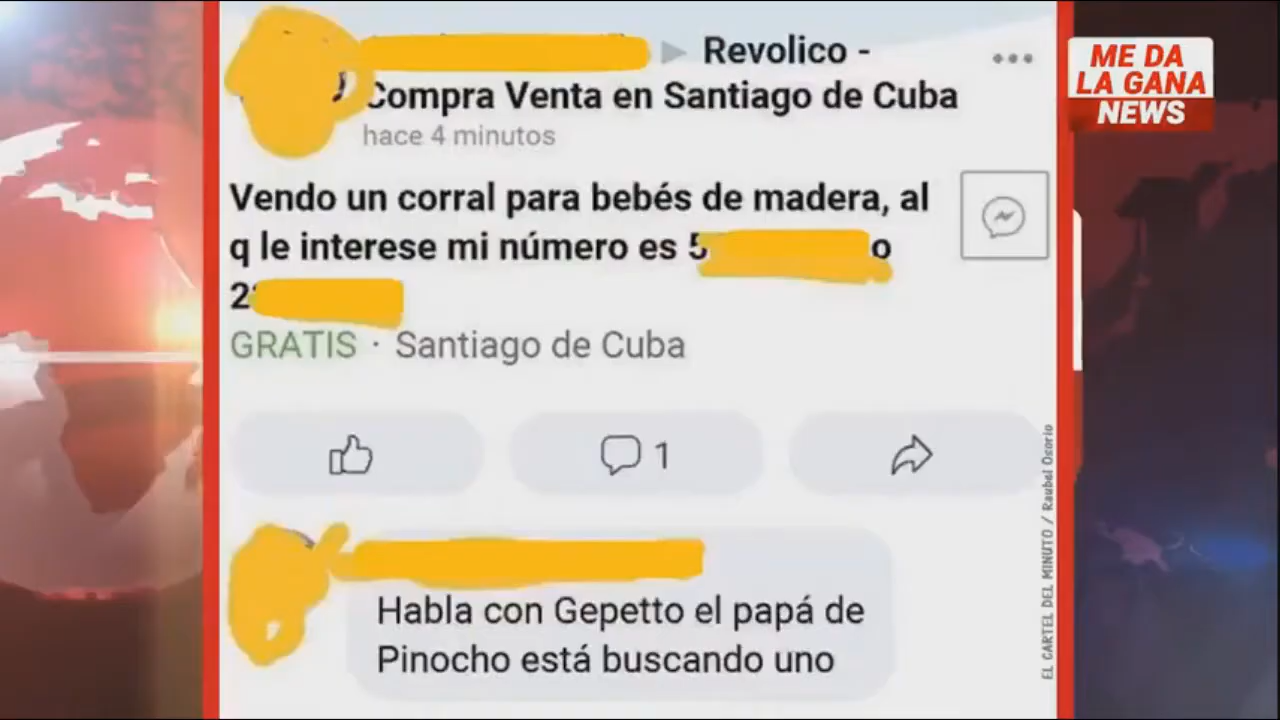 Revolico -
Compra Venta en Santiago de Cuba
hace 4 minutos
Vendo un corral para bebés de madera, al
q le interese mi número es 5 o
2
GRATIS · Santiago de Cuba
1
Habla con Gepetto el papá de
Pinocho está buscando uno
ME DA
LA GANA
NEWS
EL CARTEL DEL MINUTO / Raubel Osorio